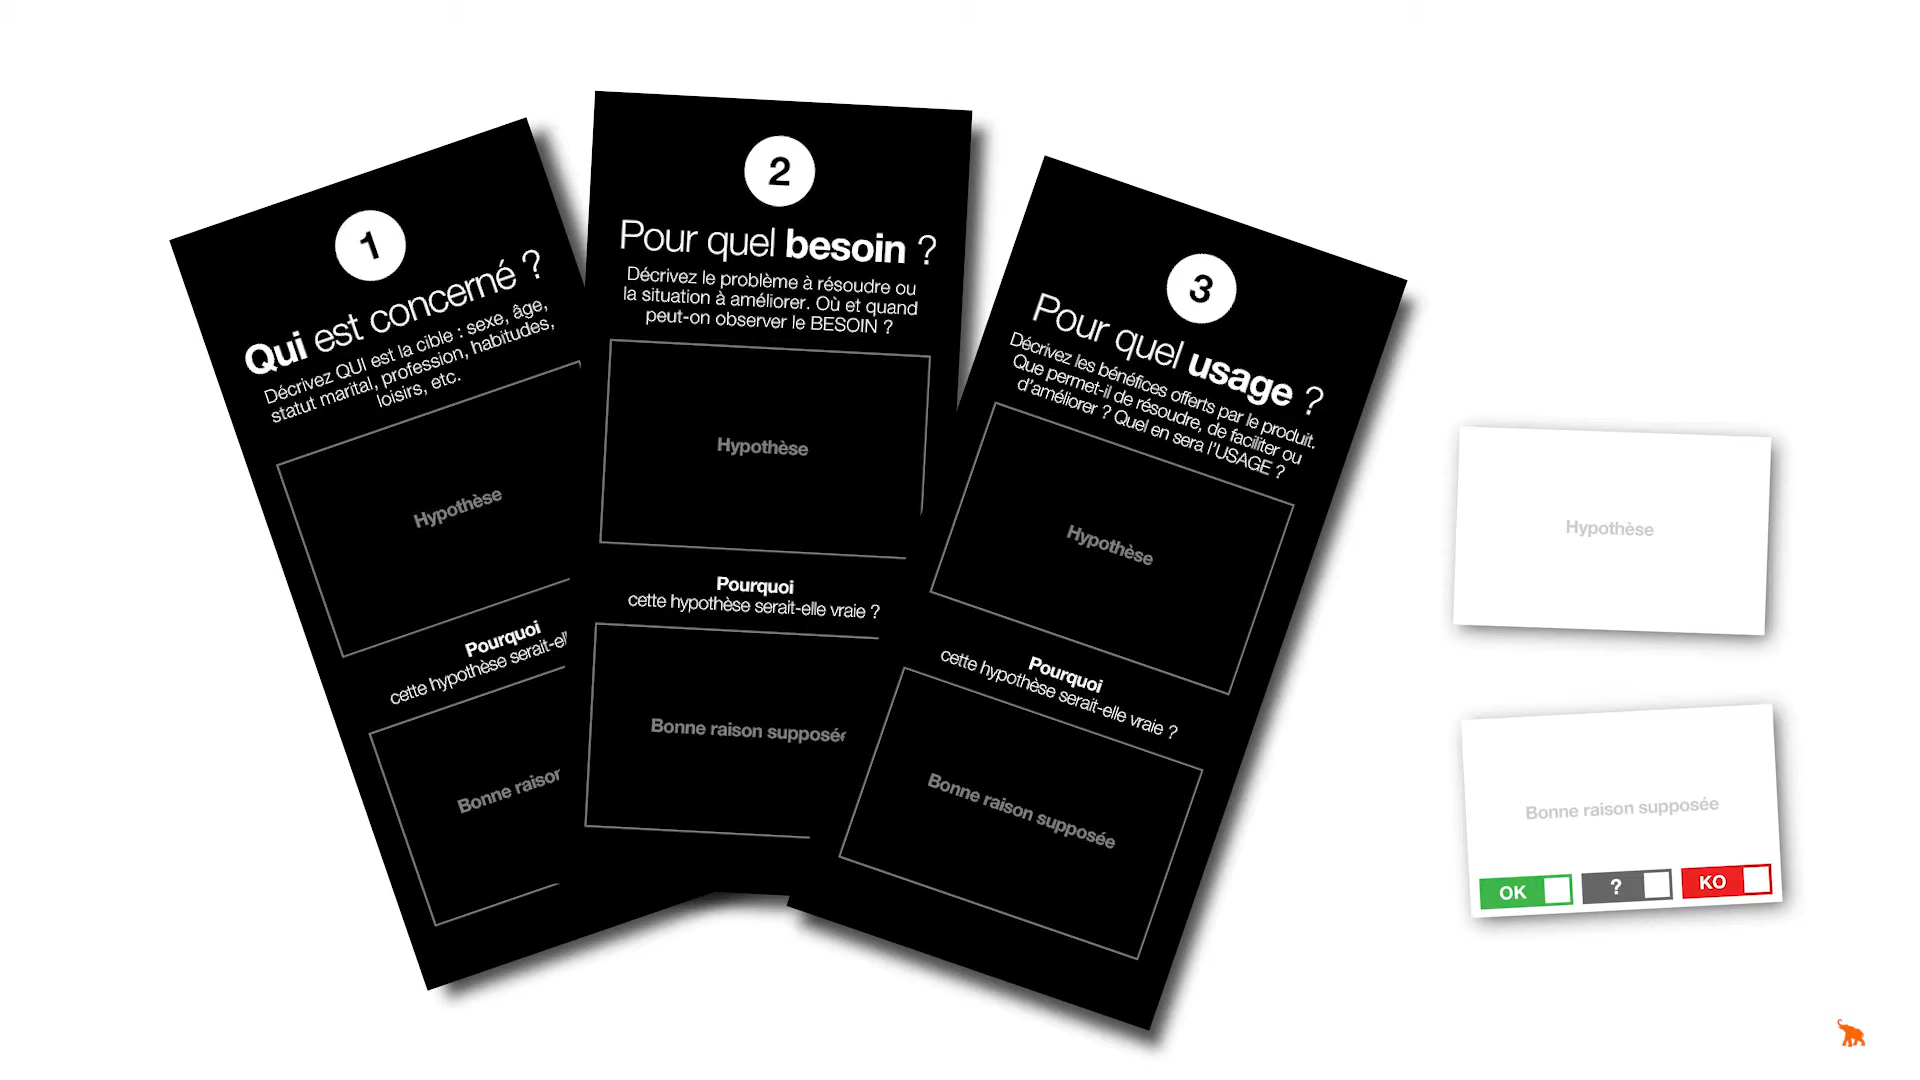 1
Qui est concerné ?
Décrivez QUI est la cible : sexe, âge,
statut marital, profession, habitudes,
loisirs, etc.
Hypothèse
Pourquoi
cette hypothèse
Bonne
2
Pour quel besoin ?
Décrivez le problème à résoudre ou
la situation à améliorer. Où et quand
peut-on observer le BESOIN ?
Hypothèse
Pourquoi
cette hypothèse serait-elle vraie ?
Bonne raison supposée
3
Pour quel usage ?
Décrivez les bénéfices offerts par le produit.
Que permet-il de résoudre, de faciliter ou
d’améliorer ? Quel en sera l’USAGE ?
Hypothèse
Pourquoi
cette hypothèse serait-elle vraie ?
Bonne raison supposée
Hypothèse
Bonne raison supposée
OK ? KO